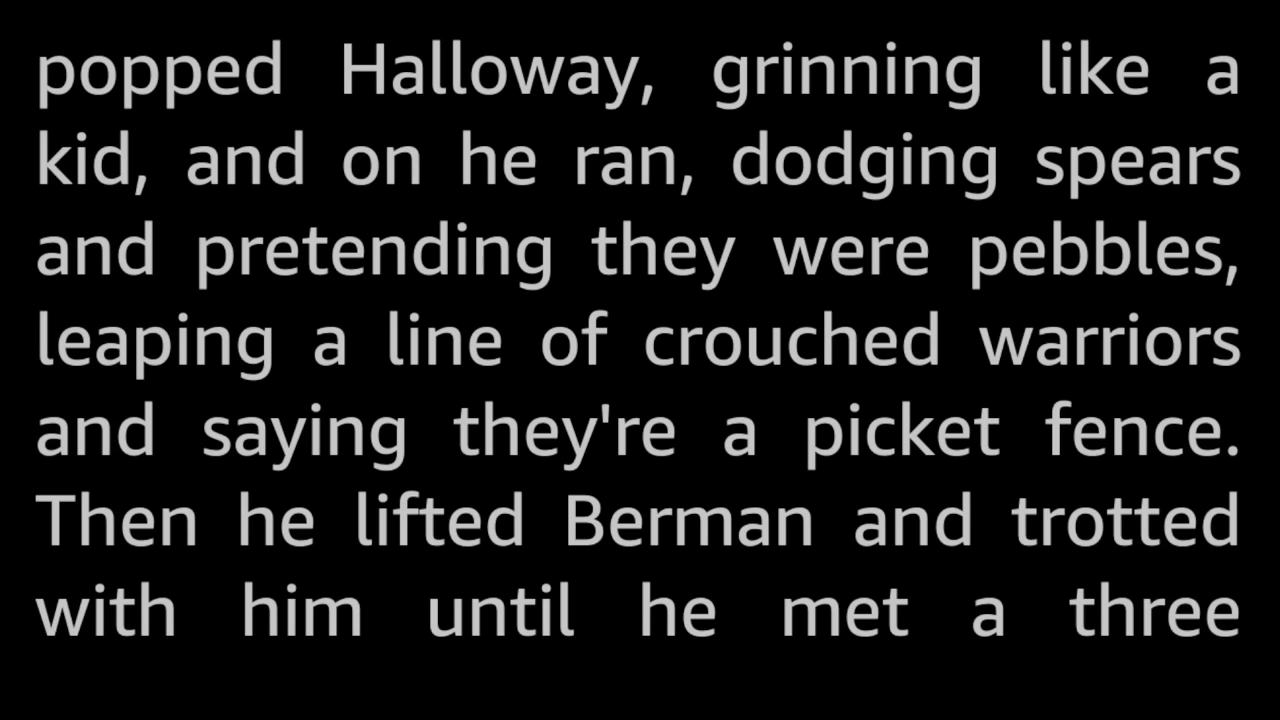 popped Halloway, grinning like a
kid, and on he ran, dodging spears
and pretending they were pebbles,
leaping a line of crouched warriors
and saying they're a picket fence.
Then he lifted Berman and trotted
with him until he met a three